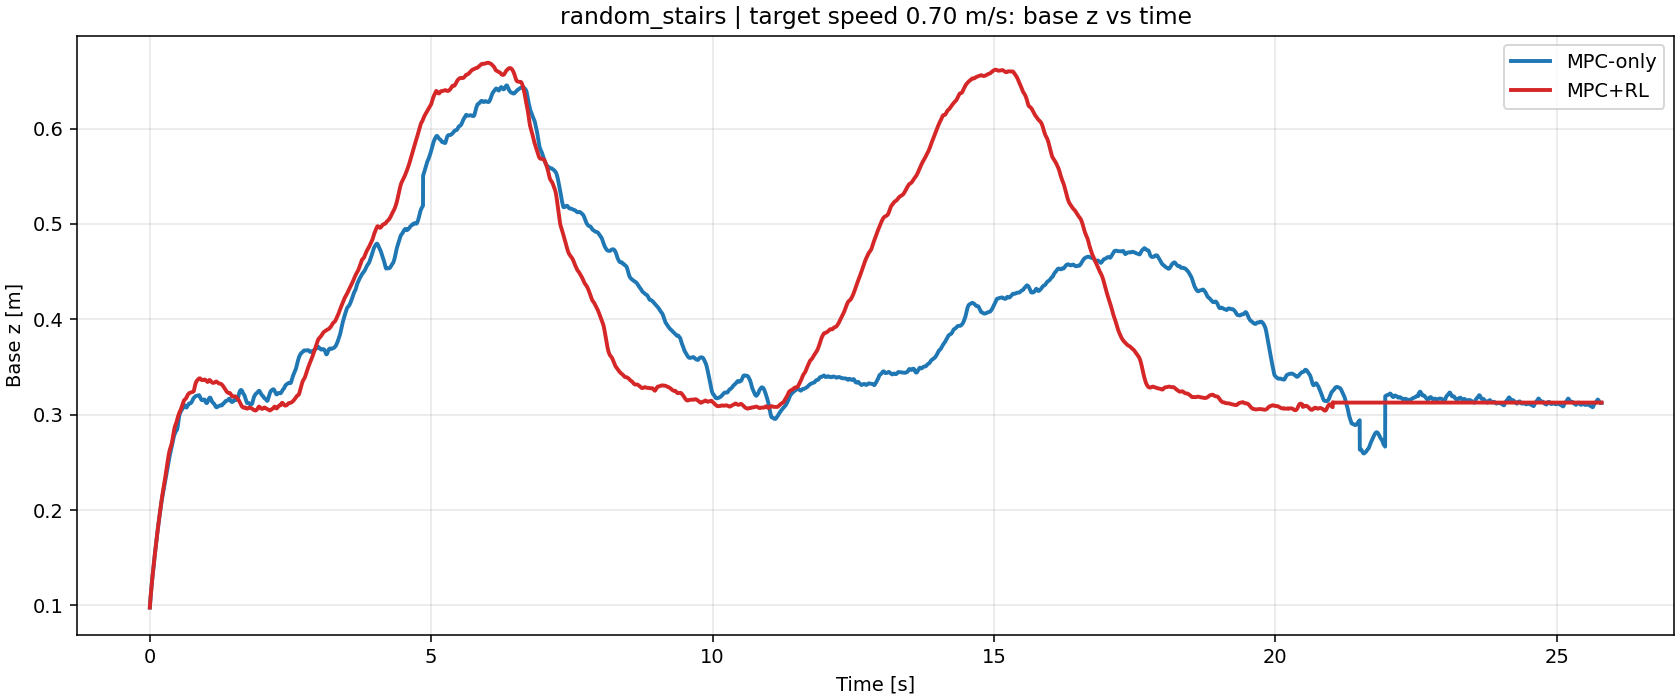 random_stairs | target speed 0.70 m/s: base z vs time
MPC-only
MPC+RL
Base z [m]
0.6
0.5
0.4
0.3
0.2
0.1
0
5
10
15
20
25
Time [s]